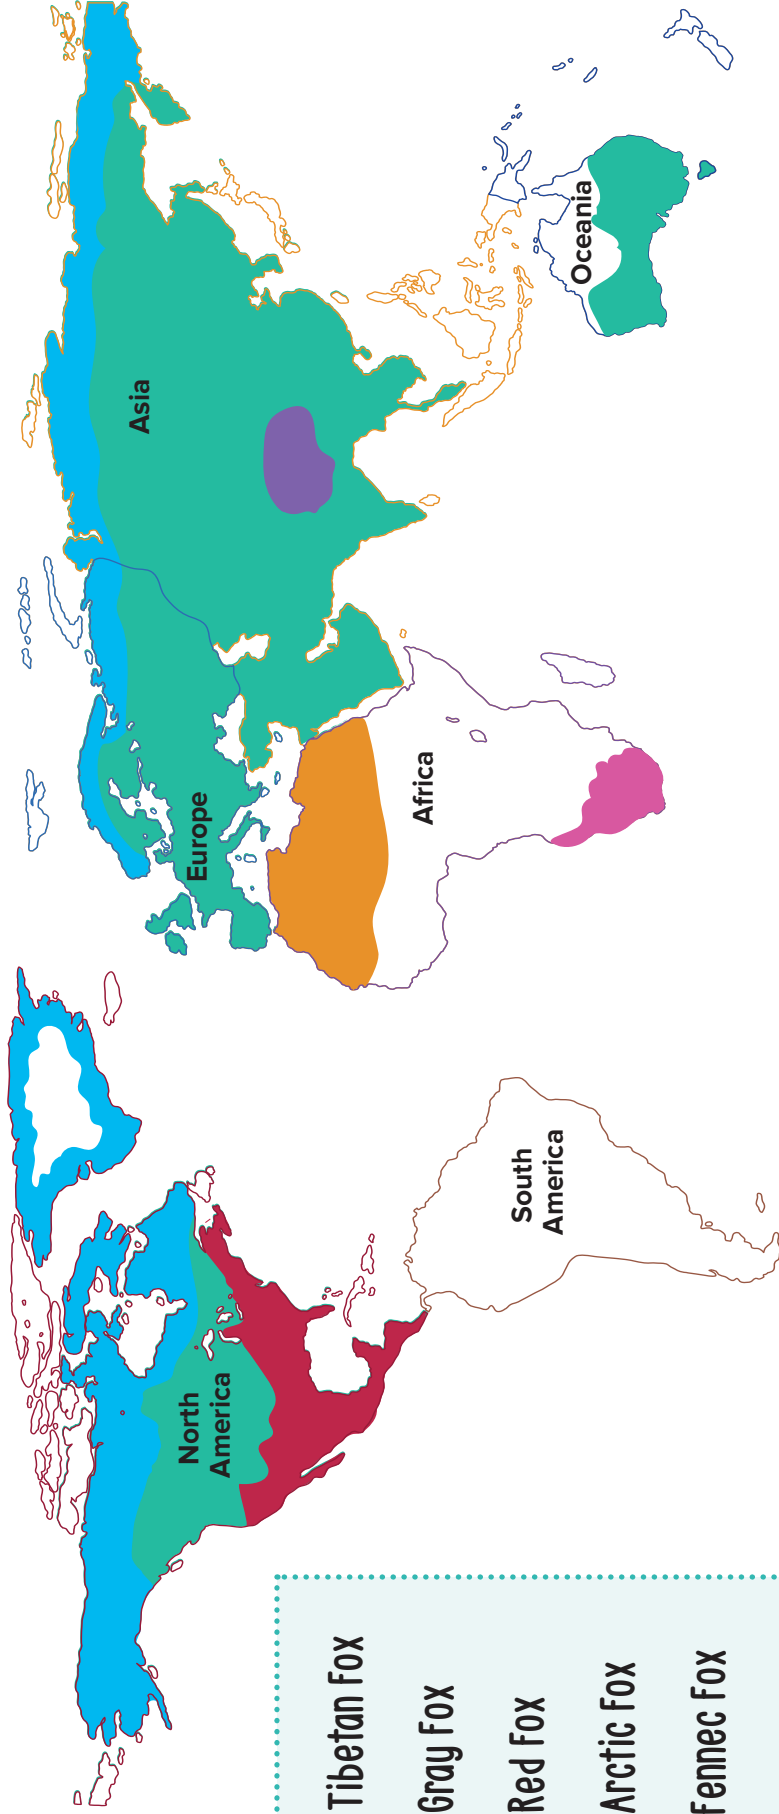 North
America
South
America
Europe
Africa
Asia
Oceania
Tibetan Fox
Gray Fox
Red Fox
Arctic Fox
Fennec Fox